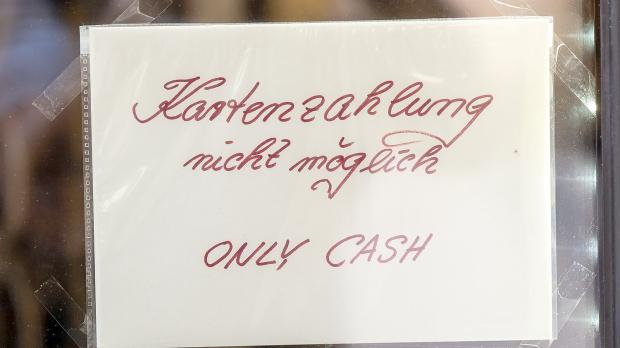 Kartenzahlung
nicht möglich
ONLY CASH